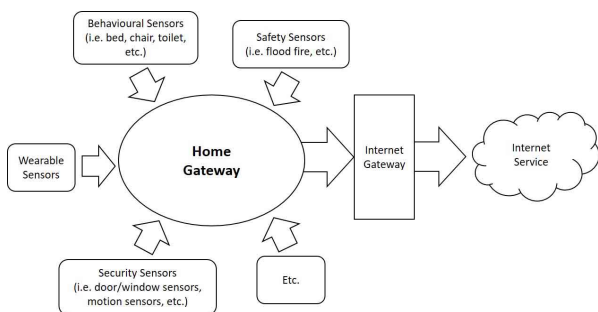 Behavioural Sensors
(i.e. bed, chair, toilet,
etc.)
Safety Sensors
(i.e. flood fire, etc.)
Wearable
Sensors
Home
Gateway
Internet
Gateway
Internet
Service
Security Sensors
(i.e. door/window sensors,
motion sensors, etc.)
Etc.